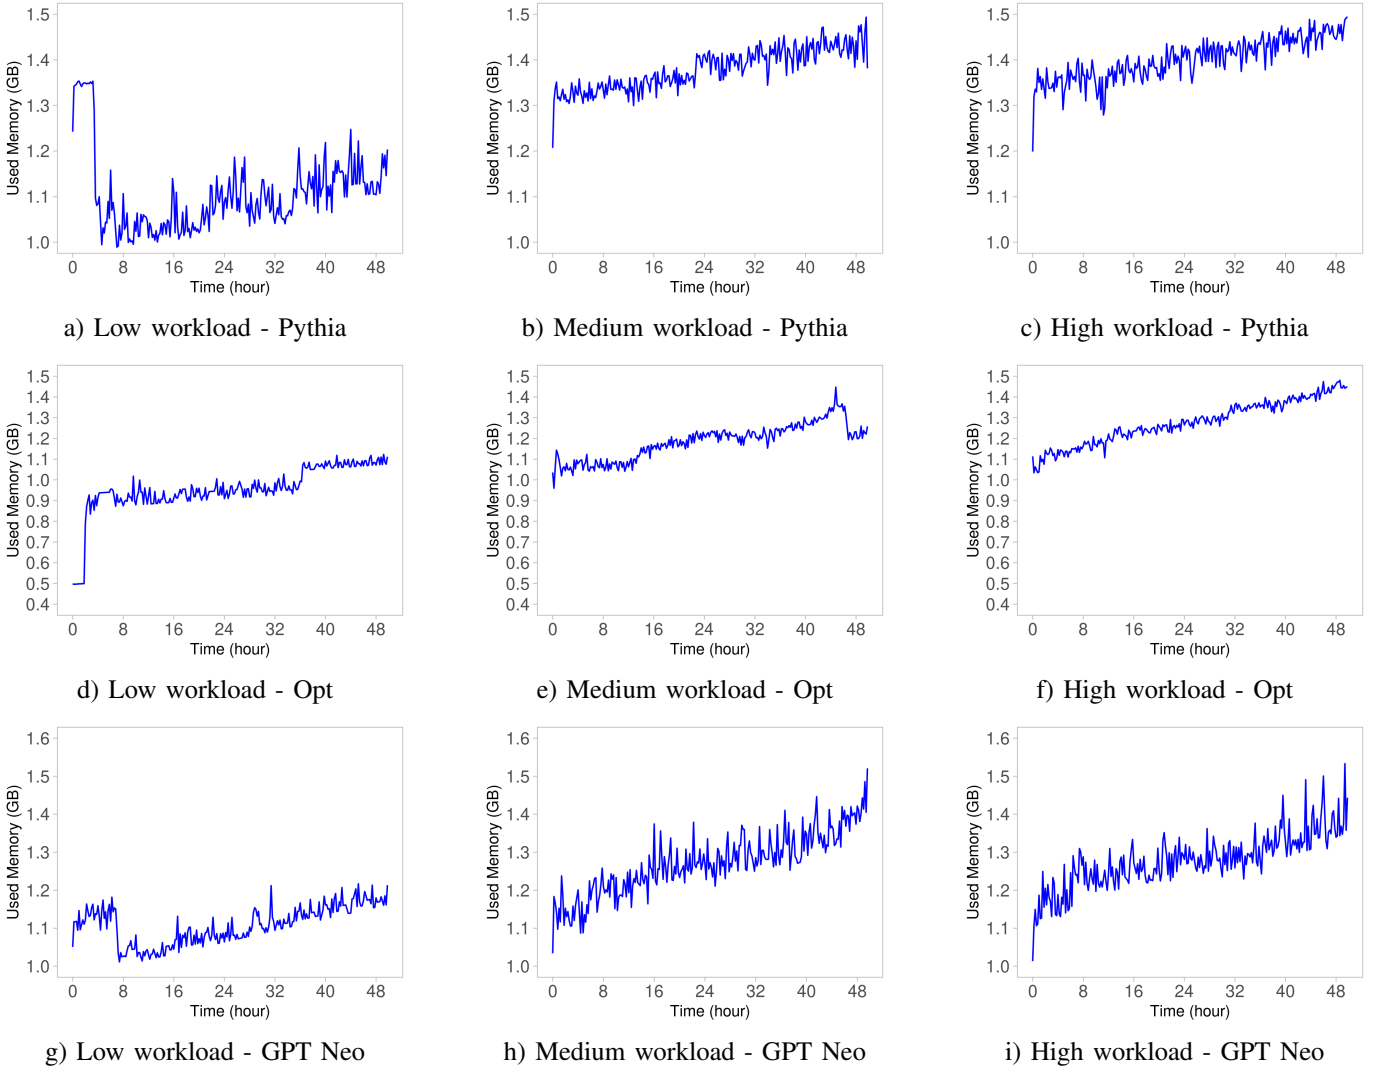 1.5
1.4
1.3
1.2
1.1
1.0
Used Memory (GB)
0 8 16 24 32 40 48
Time (hour)
a) Low workload - Pythia
1.5
1.4
1.3
1.2
1.1
1.0
Used Memory (GB)
0 8 16 24 32 40 48
Time (hour)
b) Medium workload - Pythia
1.5
1.4
1.3
1.2
1.1
1.0
Used Memory (GB)
0 8 16 24 32 40 48
Time (hour)
c) High workload - Pythia
1.5
1.4
1.3
1.2
1.1
1.0
0.9
0.8
0.7
0.6
0.5
0.4
Used Memory (GB)
0 8 16 24 32 40 48
Time (hour)
d) Low workload - Opt
1.5
1.4
1.3
1.2
1.1
1.0
0.9
0.8
0.7
0.6
0.5
0.4
Used Memory (GB)
0 8 16 24 32 40 48
Time (hour)
e) Medium workload - Opt
1.5
1.4
1.3
1.2
1.1
1.0
0.9
0.8
0.7
0.6
0.5
0.4
Used Memory (GB)
0 8 16 24 32 40 48
Time (hour)
f) High workload - Opt
1.6
1.5
1.4
1.3
1.2
1.1
1.0
Used Memory (GB)
0 8 16 24 32 40 48
Time (hour)
g) Low workload - GPT Neo
1.6
1.5
1.4
1.3
1.2
1.1
1.0
Used Memory (GB)
0 8 16 24 32 40 48
Time (hour)
h) Medium workload - GPT Neo
1.6
1.5
1.4
1.3
1.2
1.1
1.0
Used Memory (GB)
0 8 16 24 32 40 48
Time (hour)
i) High workload - GPT Neo